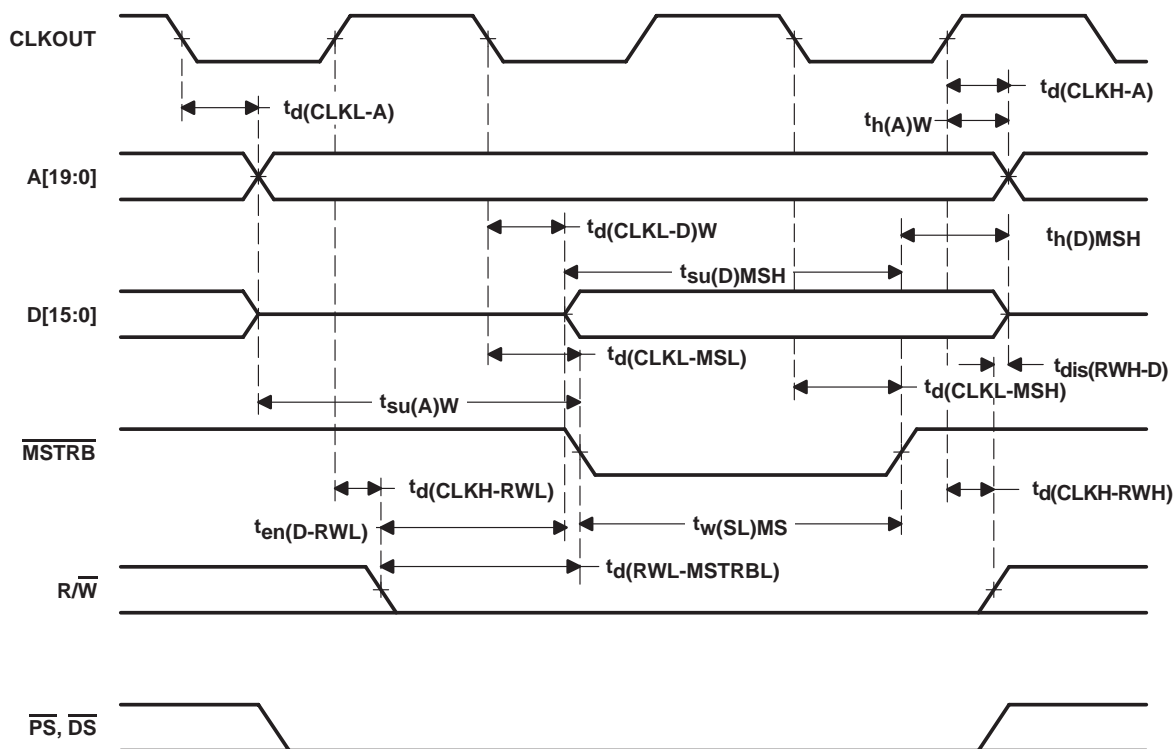 CLKOUT
td(CLKL-A)
td(CLKH-A)
th(A)W
A[19:0]
td(CLKL-D)W
th(D)MSH
tsu(D)MSH
D[15:0]
td(CLKL-MSL)
tdis(RWH-D)
td(CLKL-MSH)
tsu(A)W
MSTRB
td(CLKH-RWL)
td(CLKH-RWH)
ten(D-RWL)
tw(SL)MS
td(RWL-MSTRBL)
R/W
PS, DS